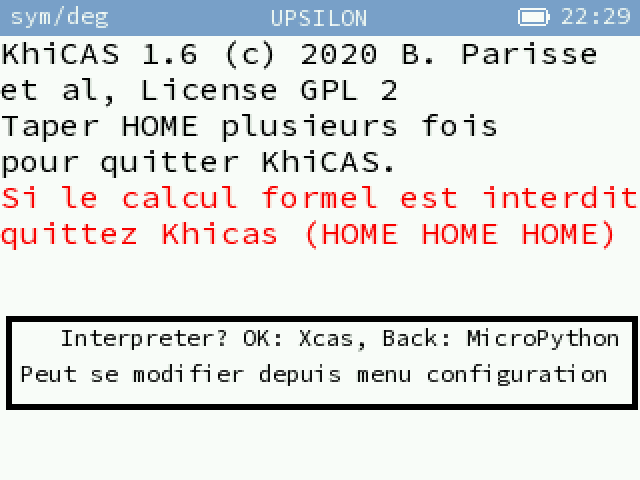 sym/deg UPSILON 22:29
KhiCAS 1.6 (c) 2020 B. Parisse
et al, License GPL 2
Taper HOME plusieurs fois
pour quitter KhiCAS.
Si le calcul formel est interdit
quittez Khicas (HOME HOME HOME)
Interpreter? OK: Xcas, Back: MicroPython
Peut se modifier depuis menu configuration